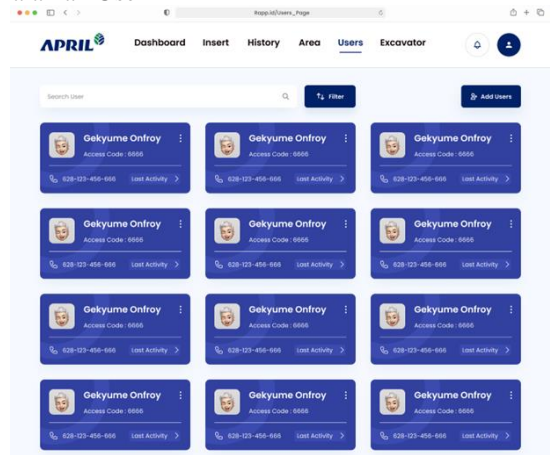 Rapp.id/Users_Page
APRIL Dashboard Insert History Area Users Excavator
Search User Filter Add Users
Gekyume Onfroy Gekyume Onfroy Gekyume Onfroy
Access Code : 6666 Access Code : 6666 Access Code : 6666
628-123-456-666 Last Activity 628-123-456-666 Last Activity 628-123-456-666 Last Activity
Gekyume Onfroy Gekyume Onfroy Gekyume Onfroy
Access Code : 6666 Access Code : 6666 Access Code : 6666
628-123-456-666 Last Activity 628-123-456-666 Last Activity 628-123-456-666 Last Activity
Gekyume Onfroy Gekyume Onfroy Gekyume Onfroy
Access Code : 6666 Access Code : 6666 Access Code : 6666
628-123-456-666 Last Activity 628-123-456-666 Last Activity 628-123-456-666 Last Activity
Gekyume Onfroy Gekyume Onfroy Gekyume Onfroy
Access Code : 6666 Access Code : 6666 Access Code : 6666
628-123-456-666 Last Activity 628-123-456-666 Last Activity 628-123-456-666 Last Activity